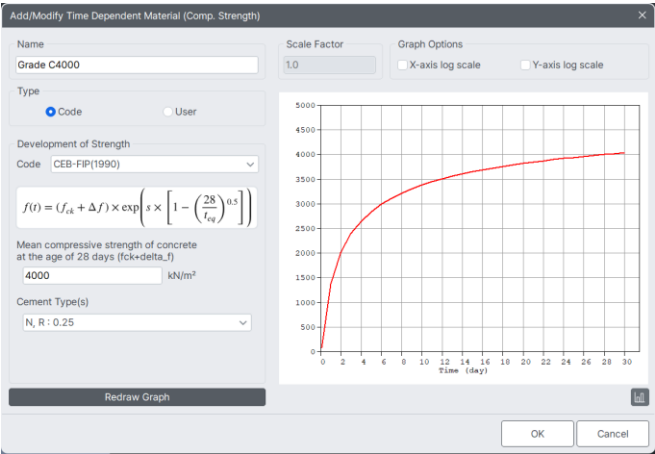 Add/Modify Time Dependent Material (Comp. Strength)
Name
Grade C4000
Scale Factor
1.0
Graph Options
X-axis log scale
Y-axis log scale
Type
Code
User
Development of Strength
Code
CEB-FIP(1990)
f(t) = (f_ck + Δf) × exp(s × [1 − (28/t_eq)^0.5])
Mean compressive strength of concrete
at the age of 28 days (fck+delta_f)
4000
kN/m²
Cement Type(s)
N, R : 0.25
Redraw Graph
5000
4500
4000
3500
3000
2500
2000
1500
1000
500
0
0 2 4 6 8 10 12 14 16 18 20 22 24 26 28 30
Time (day)
OK
Cancel